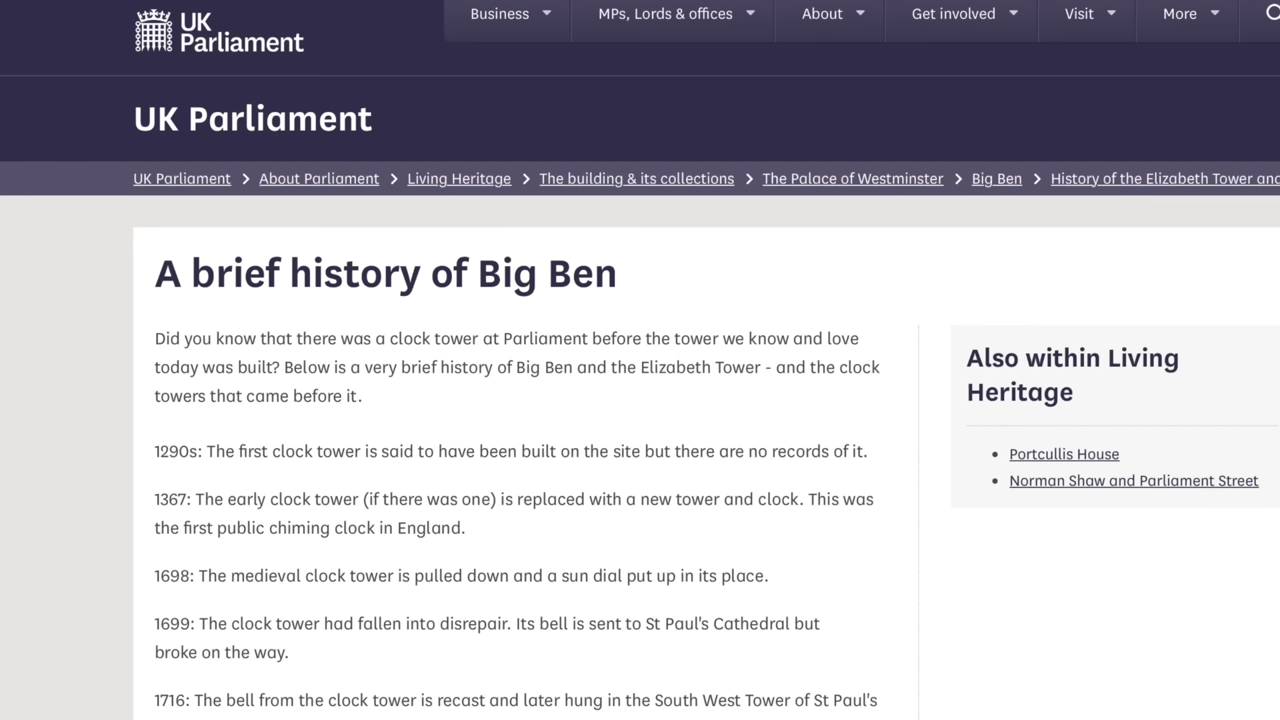 UK
Parliament
Business
MPs, Lords & offices
About
Get involved
Visit
More
UK Parliament
UK Parliament
About Parliament
Living Heritage
The building & its collections
The Palace of Westminster
Big Ben
History of the Elizabeth Tower and
A brief history of Big Ben
Did you know that there was a clock tower at Parliament before the tower we know and love
today was built? Below is a very brief history of Big Ben and the Elizabeth Tower - and the clock
towers that came before it.
1290s: The first clock tower is said to have been built on the site but there are no records of it.
1367: The early clock tower (if there was one) is replaced with a new tower and clock. This was
the first public chiming clock in England.
1698: The medieval clock tower is pulled down and a sun dial put up in its place.
1699: The clock tower had fallen into disrepair. Its bell is sent to St Paul's Cathedral but
broke on the way.
1716: The bell from the clock tower is recast and later hung in the South West Tower of St Paul's
Also within Living
Heritage
Portcullis House
Norman Shaw and Parliament Street